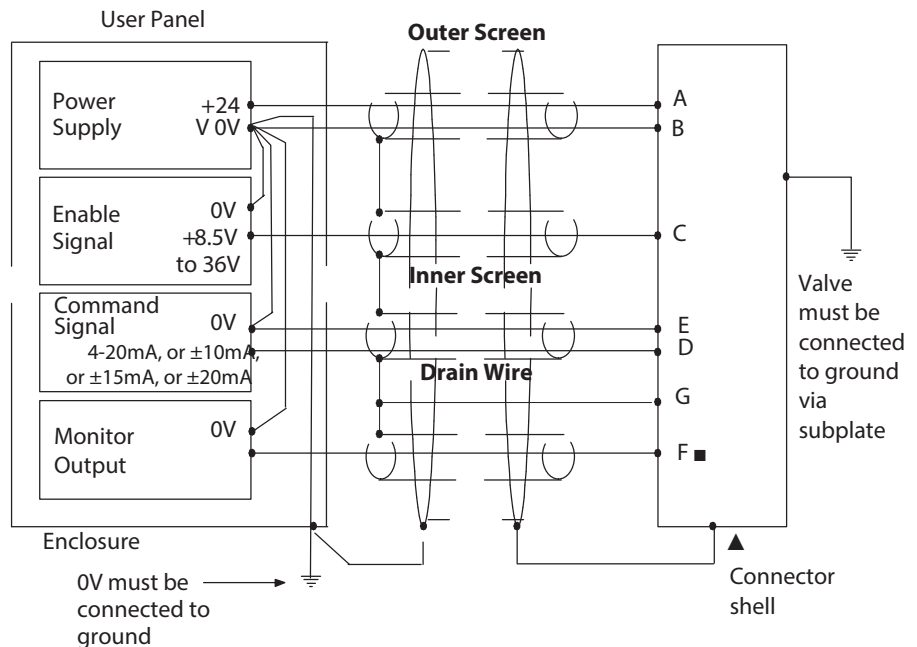 User Panel
Outer Screen
Power
Supply
+24
V 0V
A
B
Enable
Signal
0V
+8.5V
to 36V
C
Inner Screen
Command
Signal
0V
4-20mA, or ±10mA,
or ±15mA, or ±20mA
E
D
Drain Wire
G
Monitor
Output
0V
F ■
Valve
must be
connected
to ground
via
subplate
Enclosure
0V must be
connected to
ground
▲
Connector
shell